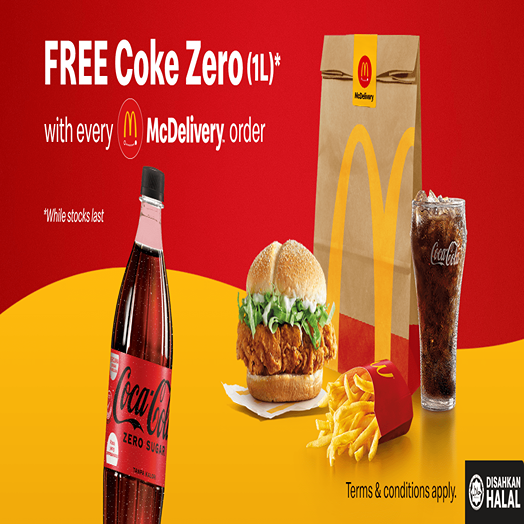 FREE Coke Zero (1L)*
with every McDelivery order
*While stocks last
McDelivery
Coca-Cola
Coca-Cola
ZERO SUGAR
Terms & conditions apply.
DISAHKAN
HALAL